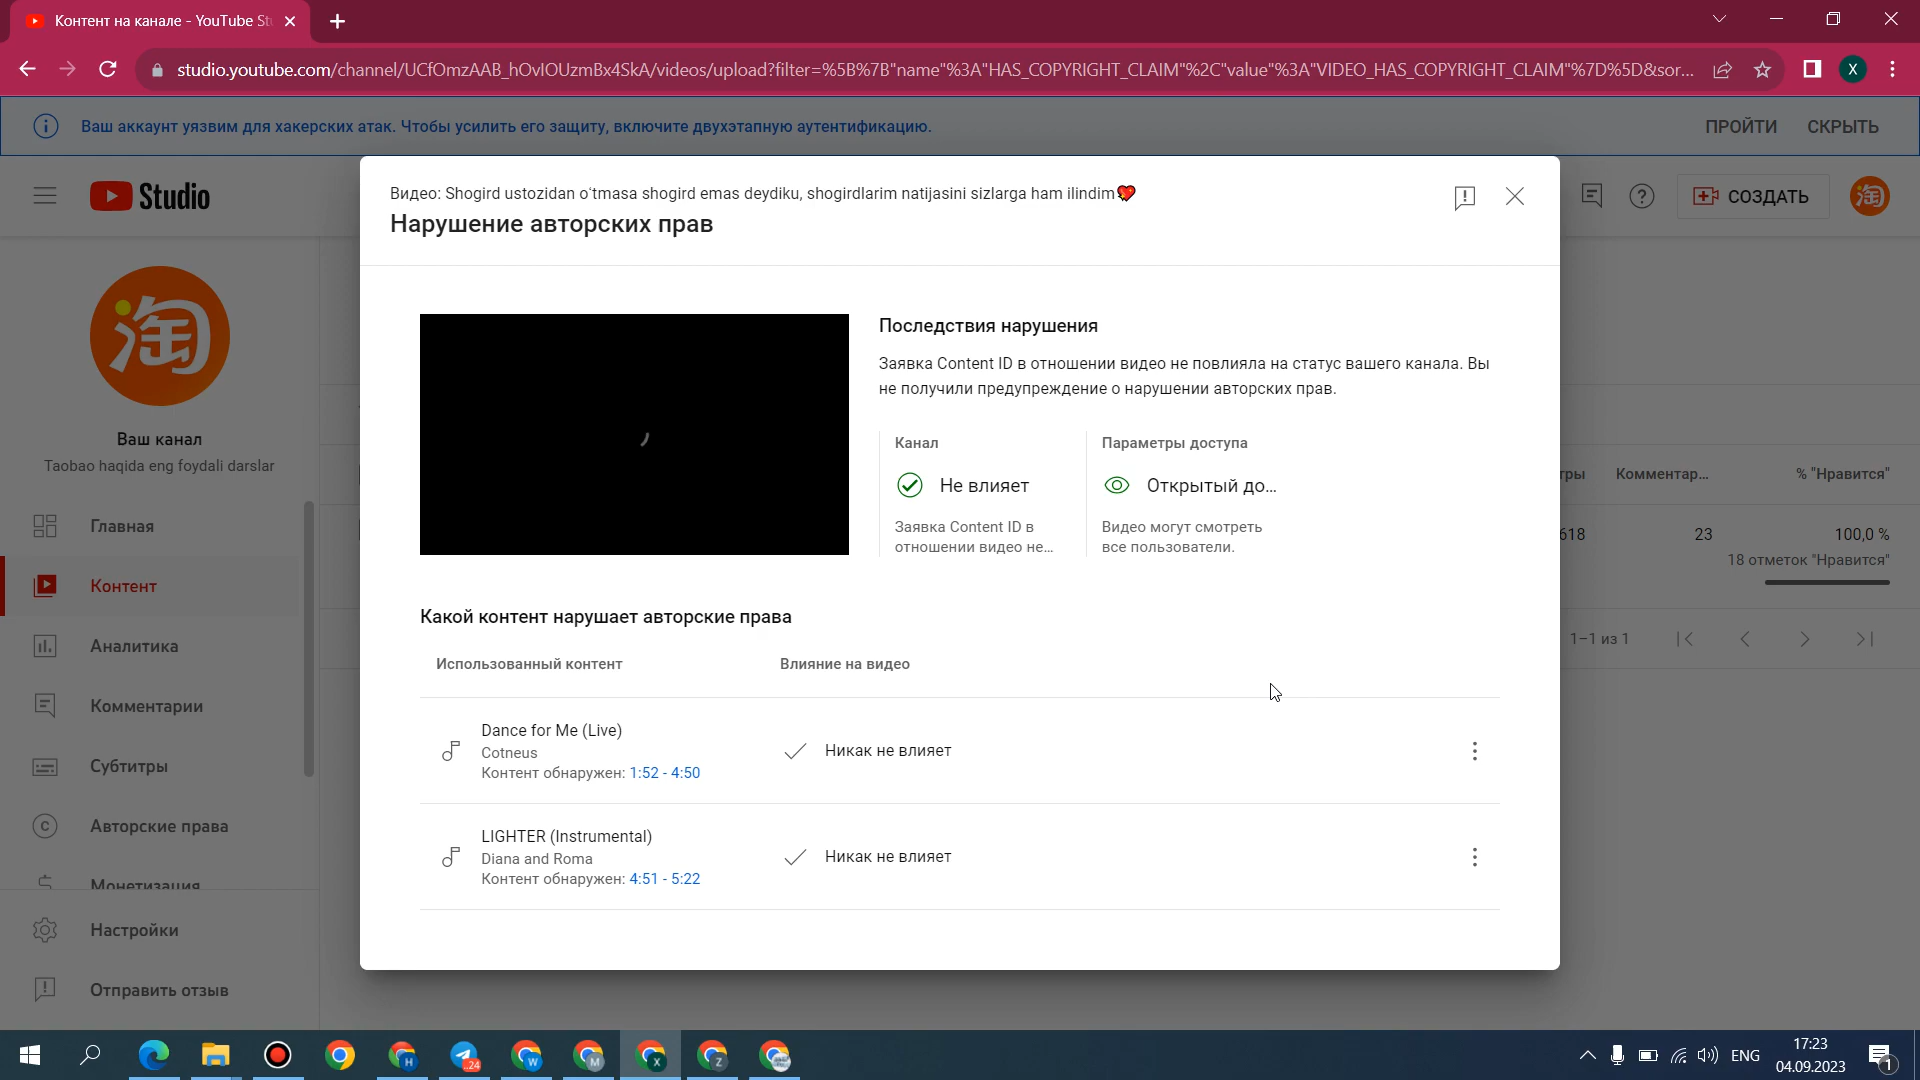 Контент на канале - YouTube St
studio.youtube.com/channel/UCfOmzAAB_hOvIOUzmBx4SkA/videos/upload?filter=%5B%7B"name"%3A"HAS_COPYRIGHT_CLAIM"%2C"value"%3A"VIDEO_HAS_COPYRIGHT_CLAIM"%7D%5D&sor...
X
Ваш аккаунт уязвим для хакерских атак. Чтобы усилить его защиту, включите двухэтапную аутентификацию.
ПРОЙТИ
СКРЫТЬ
Studio
СОЗДАТЬ
淘
淘
Ваш канал
Taobao haqida eng foydali darslar
Главная
Контент
Аналитика
Комментарии
Субтитры
Авторские права
Монетизация
Настройки
Отправить отзыв
Видео: Shogird ustozidan o'tmasa shogird emas deydiku, shogirdlarim natijasini sizlarga ham ilindim💖
Нарушение авторских прав
Последствия нарушения
Заявка Content ID в отношении видео не повлияла на статус вашего канала. Вы
не получили предупреждение о нарушении авторских прав.
Канал
Не влияет
Заявка Content ID в
отношении видео не...
Параметры доступа
Открытый до...
Видео могут смотреть
все пользователи.
Какой контент нарушает авторские права
Использованный контент
Влияние на видео
Dance for Me (Live)
Cotneus
Контент обнаружен: 1:52 - 4:50
Никак не влияет
LIGHTER (Instrumental)
Diana and Roma
Контент обнаружен: 4:51 - 5:22
Никак не влияет
тры
Комментар...
% "Нравится"
618
23
100,0 %
18 отметок "Нравится"
1–1 из 1
H
24
W
M
X
Z
ENG
17:23
04.09.2023
1